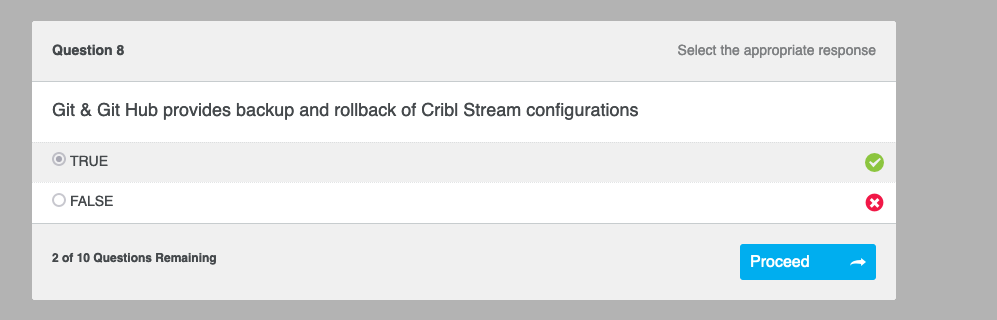 Question 8
Select the appropriate response
Git & Git Hub provides backup and rollback of Cribl Stream configurations
TRUE
FALSE
2 of 10 Questions Remaining
Proceed